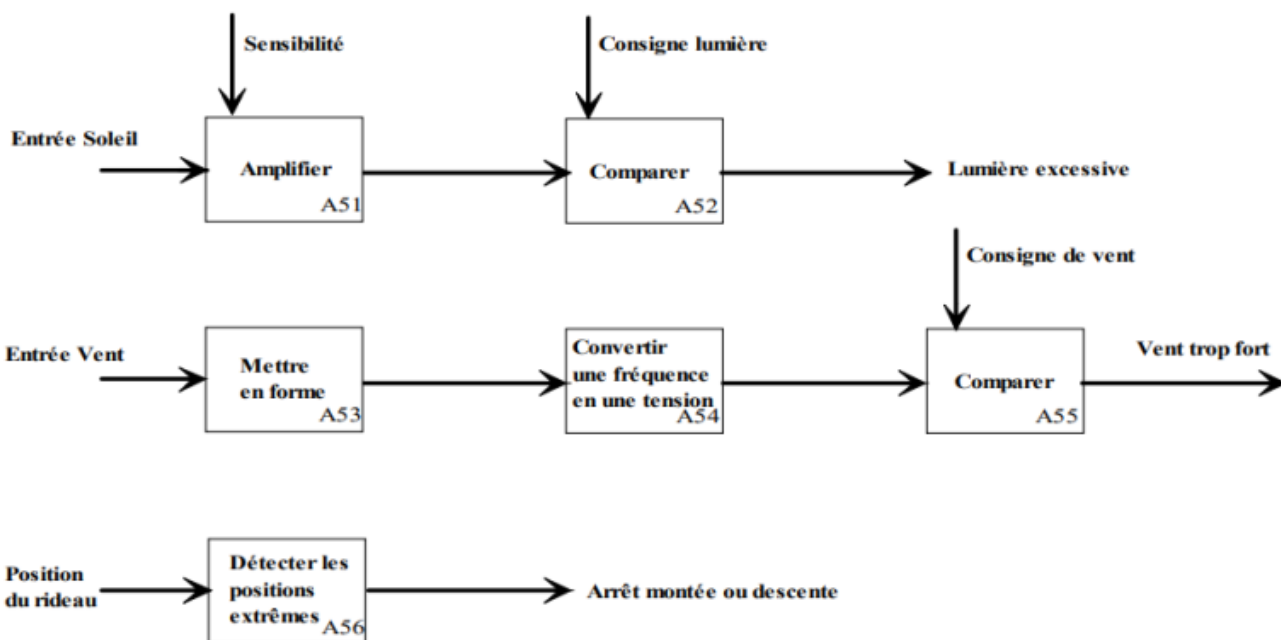 Sensibilité
Consigne lumière
Entrée Soleil
Amplifier
A51
Comparer
A52
Lumière excessive
Consigne de vent
Entrée Vent
Mettre
en forme
A53
Convertir
une fréquence
en une tension
A54
Comparer
A55
Vent trop fort
Position
du rideau
Détecter les
positions
extrêmes
A56
Arrêt montée ou descente